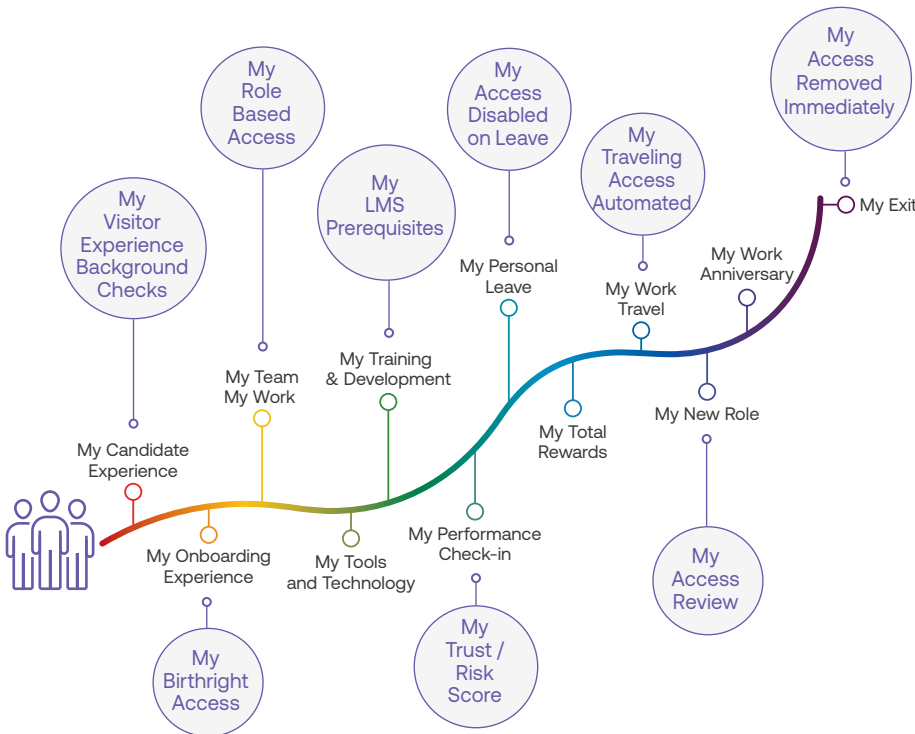 My
Visitor
Experience
Background
Checks
My Candidate
Experience
My Onboarding
Experience
My
Birthright
Access
My
Role
Based
Access
My Team
My Work
My Tools
and Technology
My
LMS
Prerequisites
My Training
& Development
My Performance
Check-in
My
Trust /
Risk
Score
My
Access
Disabled
on Leave
My Personal
Leave
My Total
Rewards
My
Traveling
Access
Automated
My Work
Travel
My New Role
My
Access
Review
My Work
Anniversary
My
Access
Removed
Immediately
My Exit